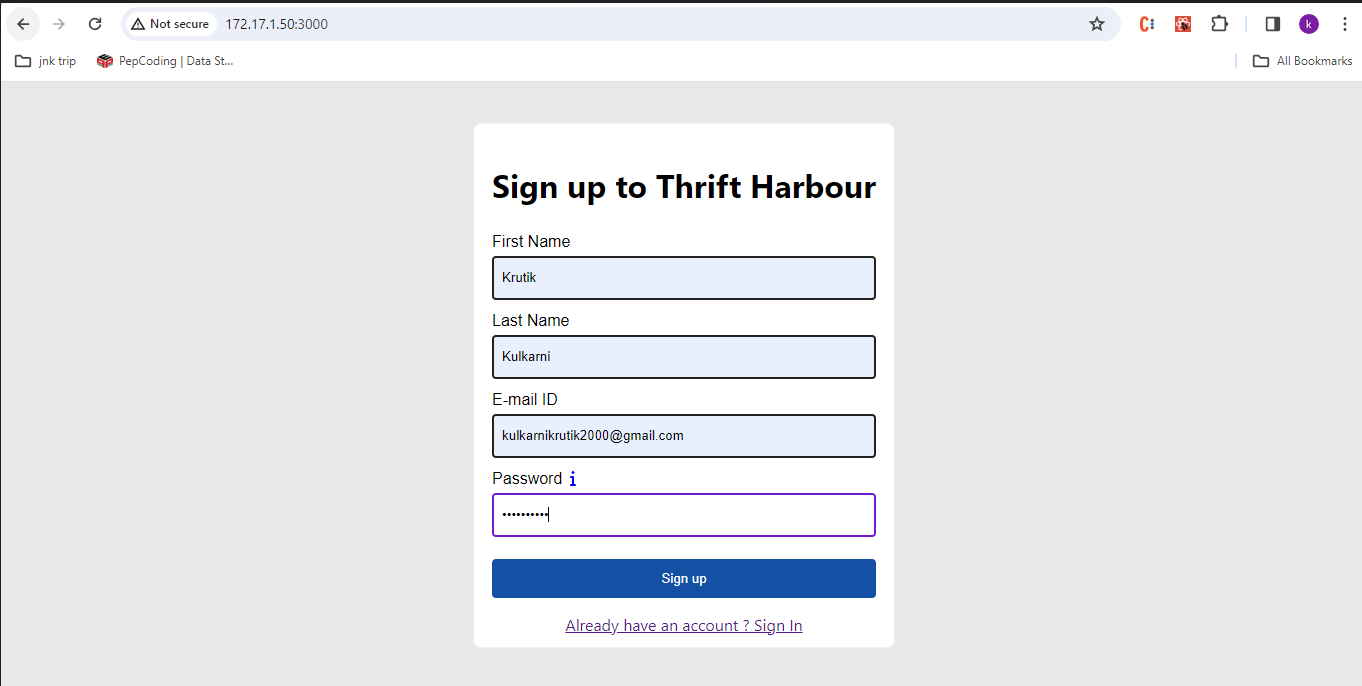 Not secure 172.17.1.50:3000
k
jnk trip PepCoding | Data St... All Bookmarks
Sign up to Thrift Harbour
First Name
Krutik
Last Name
Kulkarni
E-mail ID
kulkarnikrutik2000@gmail.com
Password i
••••••••••
Sign up
Already have an account ? Sign In